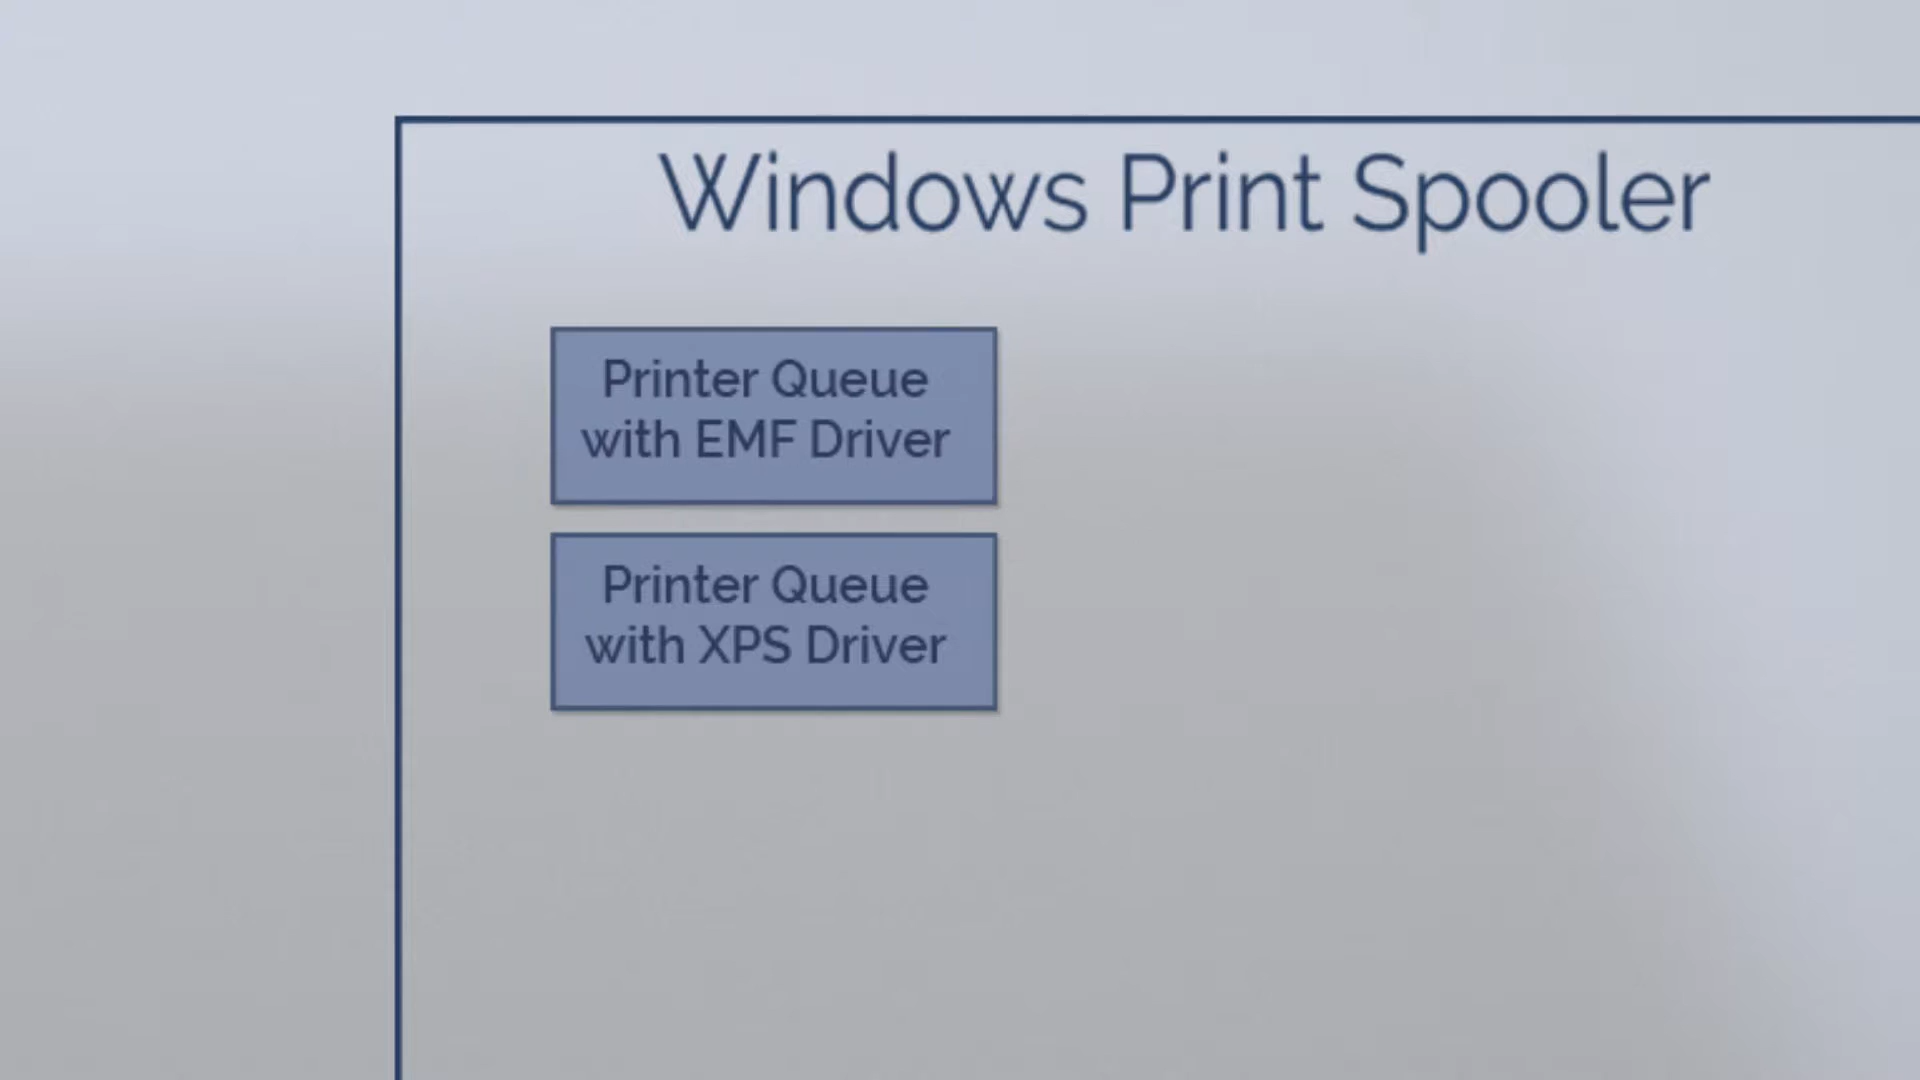 Windows Print Spooler
Printer Queue
with EMF Driver
Printer Queue
with XPS Driver